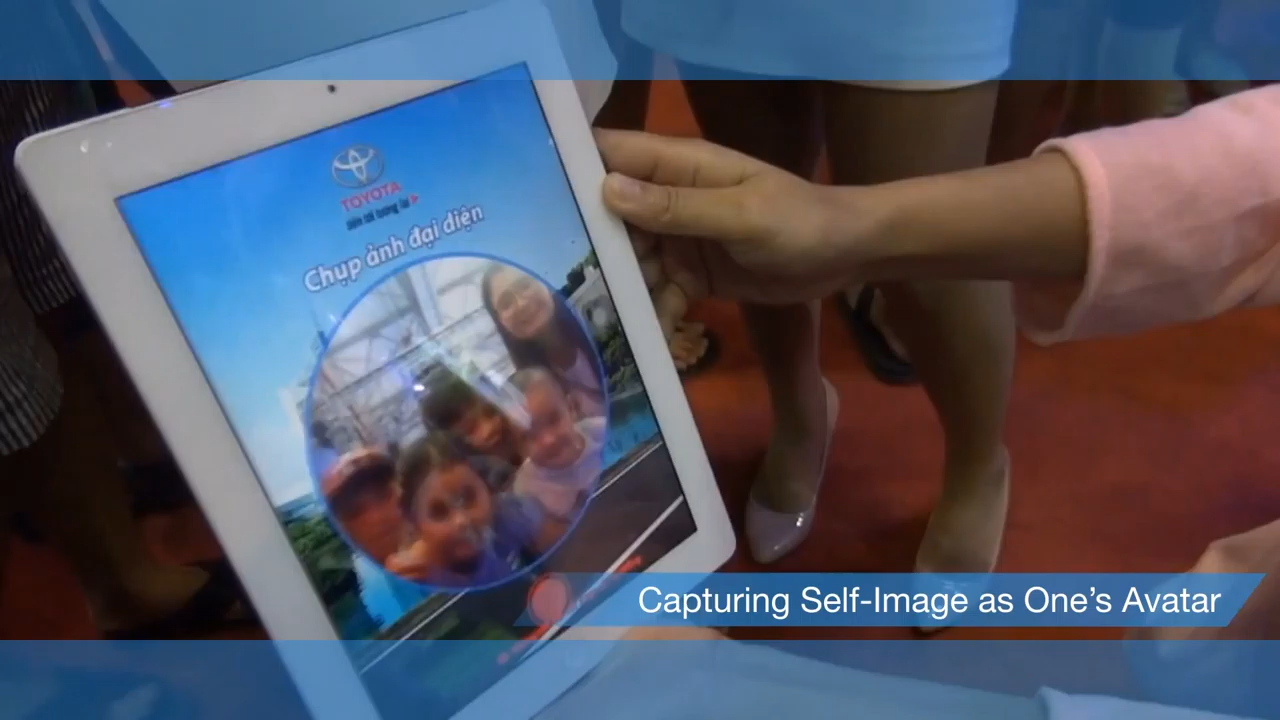 TOYOTA
Chụp ảnh đại diện
Capturing Self-Image as One's Avatar